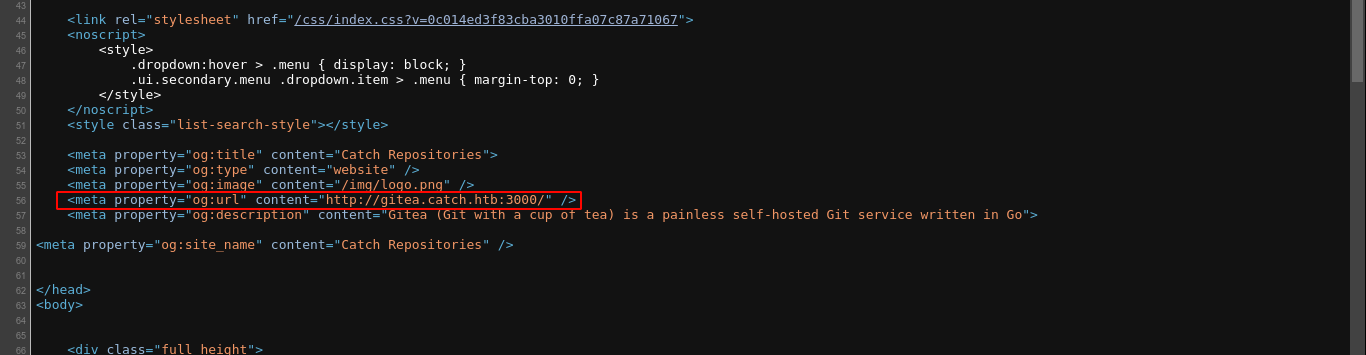 43
44 <link rel="stylesheet" href="/css/index.css?v=0c014ed3f83cba3010ffa07c87a71067">
45 <noscript>
46 <style>
47 .dropdown:hover > .menu { display: block; }
48 .ui.secondary.menu .dropdown.item > .menu { margin-top: 0; }
49 </style>
50 </noscript>
51 <style class="list-search-style"></style>
52
53 <meta property="og:title" content="Catch Repositories">
54 <meta property="og:type" content="website" />
55 <meta property="og:image" content="/img/logo.png" />
56 <meta property="og:url" content="http://gitea.catch.htb:3000/" />
57 <meta property="og:description" content="Gitea (Git with a cup of tea) is a painless self-hosted Git service written in Go">
58
59 <meta property="og:site_name" content="Catch Repositories" />
60
61
62 </head>
63 <body>
64
65
66 <div class="full height">